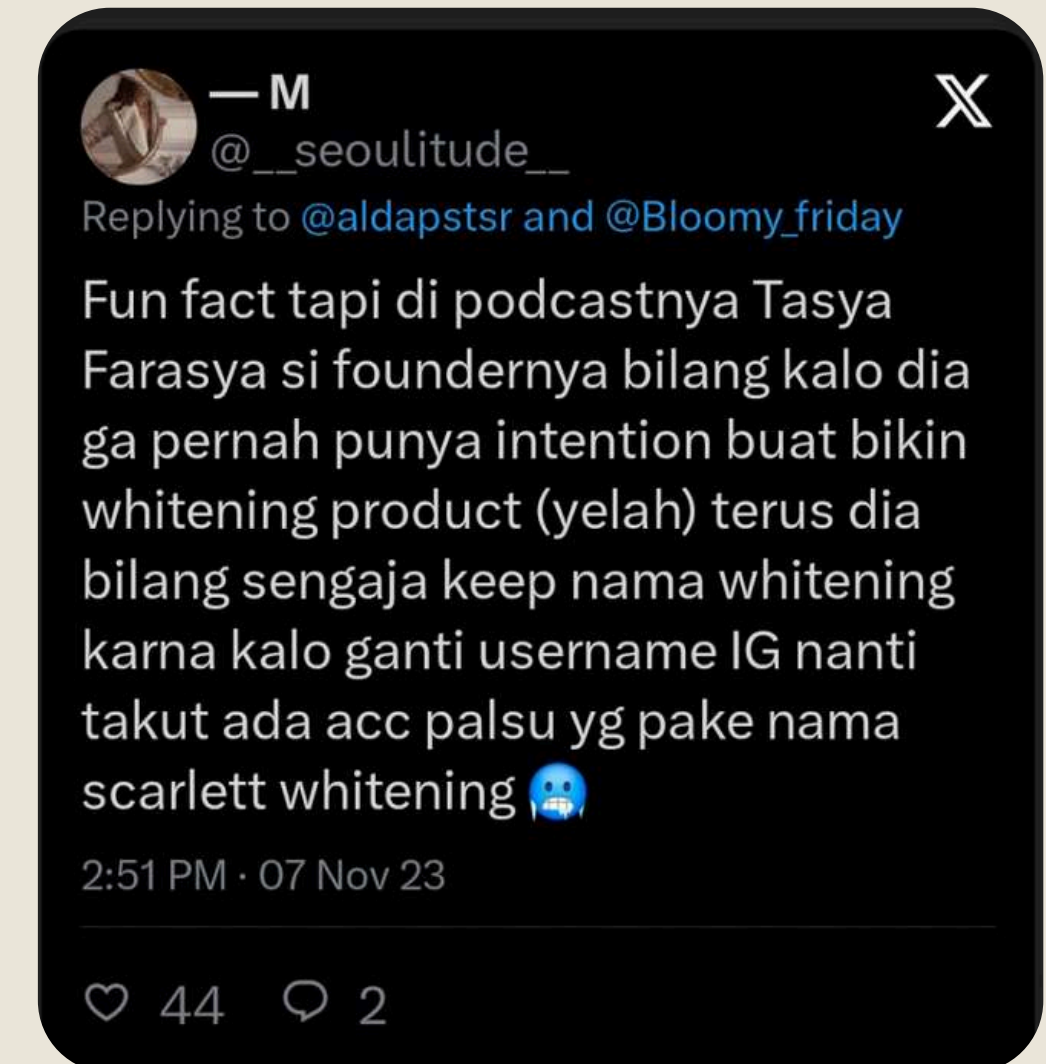 — M
@__seoulitude__
Replying to @aldapstsr and @Bloomy_friday
Fun fact tapi di podcastnya Tasya
Farasya si foundernya bilang kalo dia
ga pernah punya intention buat bikin
whitening product (yelah) terus dia
bilang sengaja keep nama whitening
karna kalo ganti username IG nanti
takut ada acc palsu yg pake nama
scarlett whitening 🥶
2:51 PM · 07 Nov 23
44 2